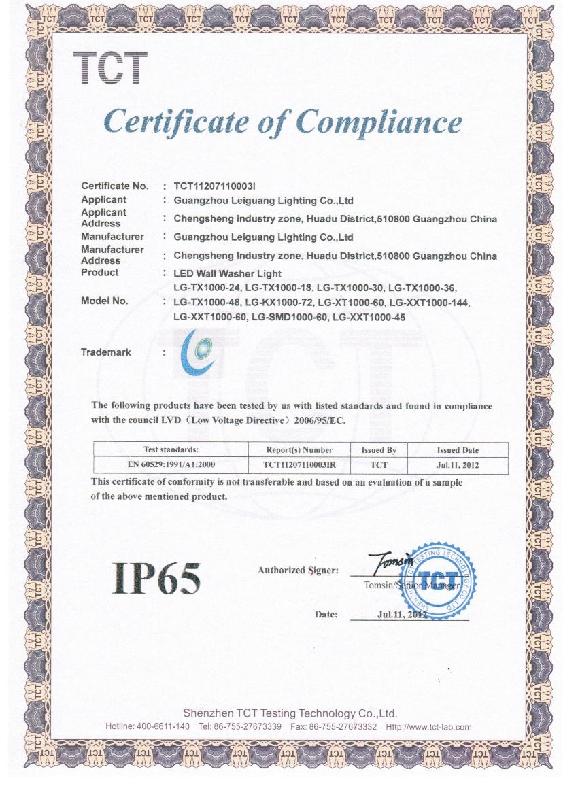 TCT
Certificate of Compliance
Certificate No. : TCT11207110003I
Applicant : Guangzhou Leiguang Lighting Co.,Ltd
Applicant Address : Chengsheng Industry zone, Huadu District,510800 Guangzhou China
Manufacturer : Guangzhou Leiguang Lighting Co.,Ltd
Manufacturer Address : Chengsheng Industry zone, Huadu District,510800 Guangzhou China
Product : LED Wall Washer Light
Model No. : LG-TX1000-24, LG-TX1000-18, LG-TX1000-30, LG-TX1000-36,
LG-TX1000-48, LG-KX1000-72, LG-XT1000-60, LG-XXT1000-144,
LG-XXT1000-60, LG-SMD1000-60, LG-XXT1000-45
Trademark :
The following products have been tested by us with listed standards and found in compliance
with the council LVD（Low Voltage Directive）2006/95/EC.
Test standards: Report(s) Number Issued By Issued Date
EN 60529:1991/A1:2000 TCT11207110003IR TCT Jul.11, 2012
This certificate of conformity is not transferable and based on an evaluation of a sample
of the above mentioned product.
IP65
Authorized Signer: Tomsin
Tomsin/Senior Manager
TCT
Date: Jul.11, 2012
Shenzhen TCT Testing Technology Co.,Ltd.
Hotline: 400-6611-140 Tel: 86-755-27673339 Fax: 86-755-27673332 Http://www.tct-lab.com